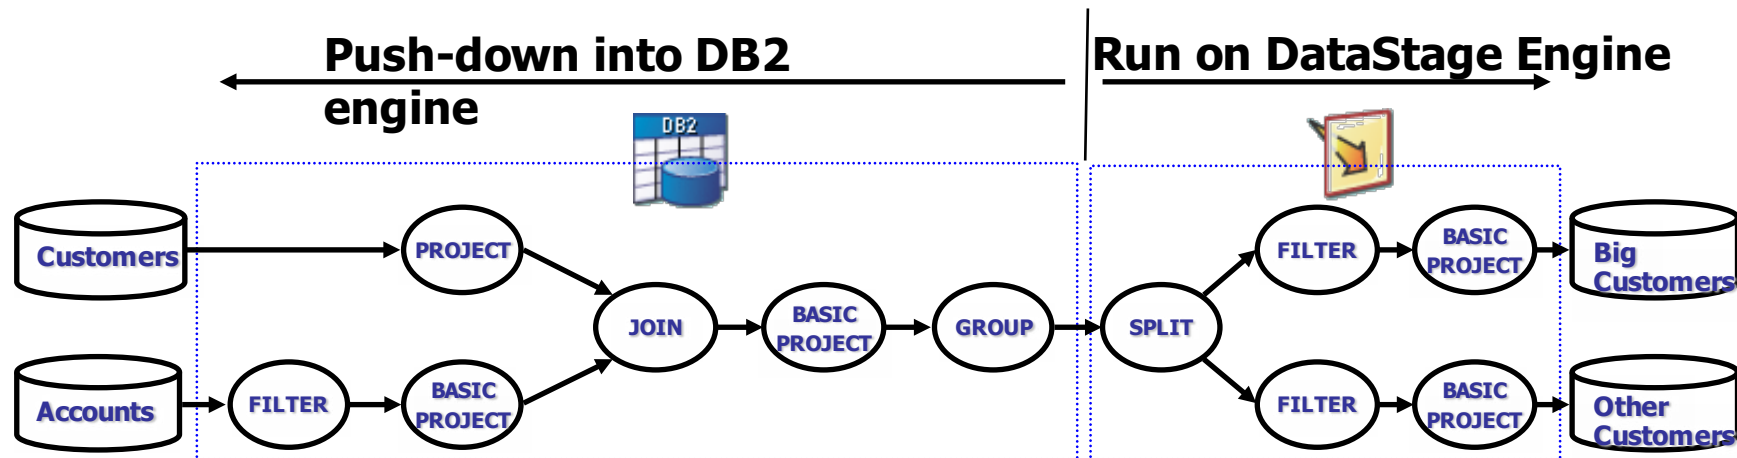 Push-down into DB2
engine
Run on DataStage Engine
DB2
Customers
PROJECT
FILTER
BASIC
PROJECT
Big
Customers
JOIN
BASIC
PROJECT
GROUP
SPLIT
Accounts
FILTER
BASIC
PROJECT
FILTER
BASIC
PROJECT
Other
Customers